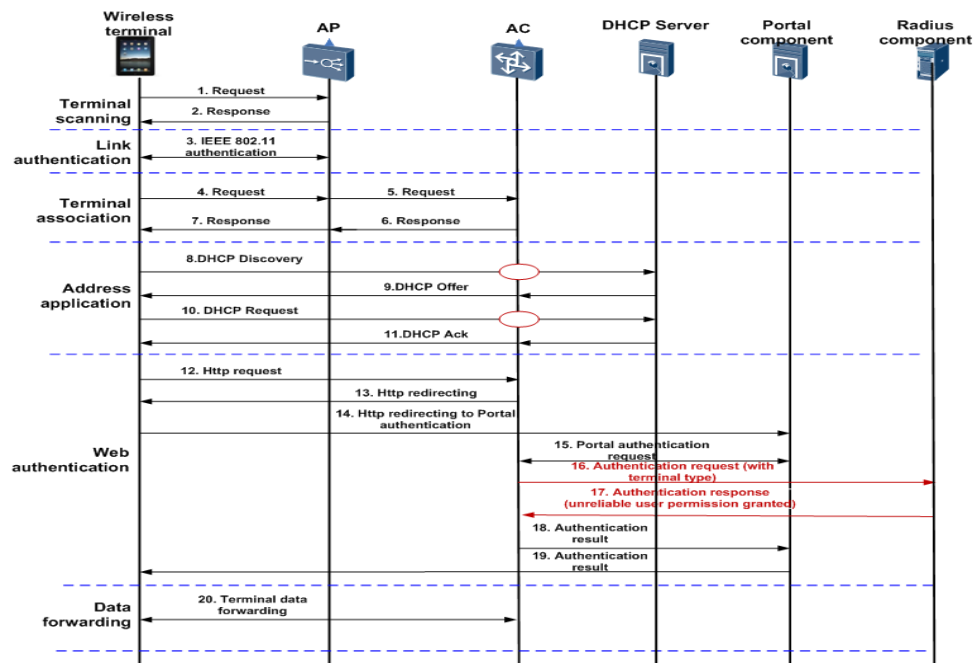 Wireless
terminal
AP
AC
DHCP Server
Portal
component
Radius
component
Terminal
scanning
1. Request
2. Response
Link
authentication
3. IEEE 802.11
authentication
Terminal
association
4. Request
5. Request
7. Response
6. Response
Address
application
8.DHCP Discovery
9.DHCP Offer
10. DHCP Request
11.DHCP Ack
Web
authentication
12. Http request
13. Http redirecting
14. Http redirecting to Portal
authentication
15. Portal authentication
request
16. Authentication request (with
terminal type)
17. Authentication response
(unreliable user permission granted)
18. Authentication
result
19. Authentication
result
Data
forwarding
20. Terminal data
forwarding